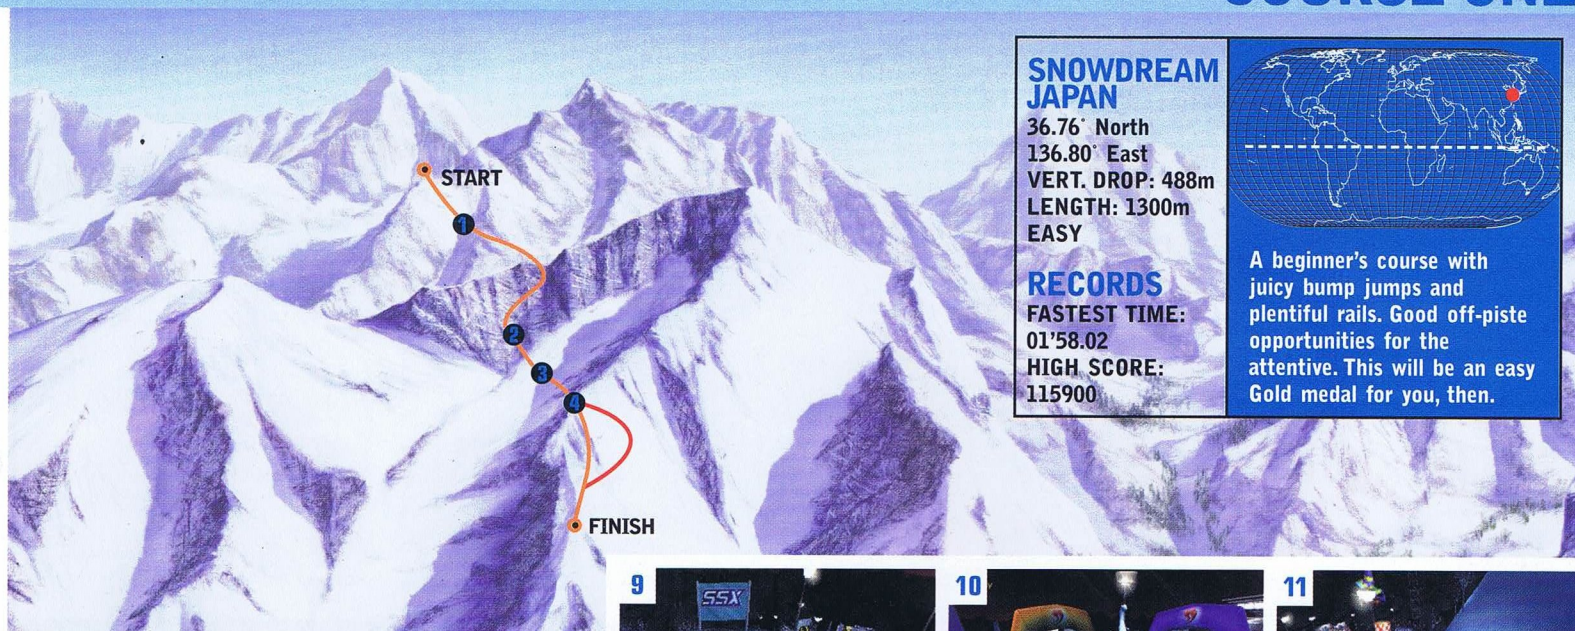 COURSE ONE
START
1
2
3
4
FINISH
SNOWDREAM
JAPAN
36.76° North
136.80° East
VERT. DROP: 488m
LENGTH: 1300m
EASY
RECORDS
FASTEST TIME:
01'58.02
HIGH SCORE:
115900
A beginner's course with
juicy bump jumps and
plentiful rails. Good off-piste
opportunities for the
attentive. This will be an easy
Gold medal for you, then.
9
SSX
10
11